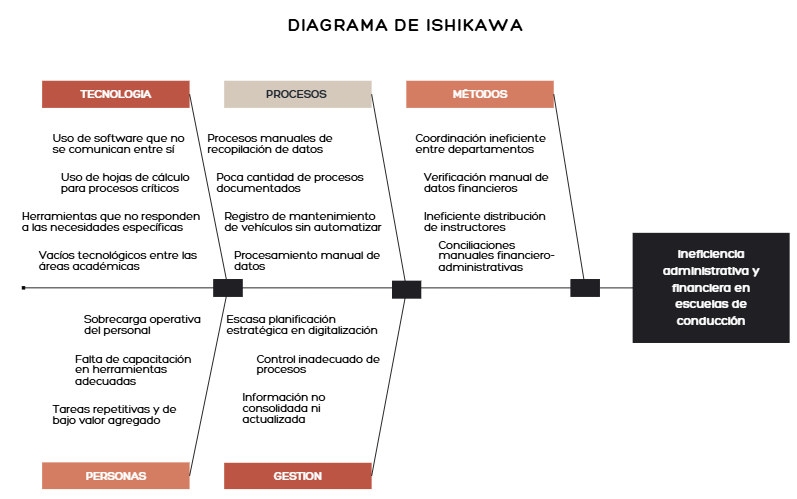 DIAGRAMA DE ISHIKAWA
TECNOLOGIA
Uso de software que no
se comunican entre sí
Uso de hojas de cálculo
para procesos críticos
Herramientas que no responden
a las necesidades específicas
Vacíos tecnológicos entre las
áreas académicas
PROCESOS
Procesos manuales de
recopilación de datos
Poca cantidad de procesos
documentados
Registro de mantenimiento
de vehículos sin automatizar
Procesamiento manual de
datos
MÉTODOS
Coordinación ineficiente
entre departamentos
Verificación manual de
datos financieros
Ineficiente distribución
de instructores
Conciliaciones
manuales financiero-
administrativas
Ineficiencia
administrativa y
financiera en
escuelas de
conducción
Sobrecarga operativa
del personal
Falta de capacitación
en herramientas
adecuadas
Tareas repetitivas y de
bajo valor agregado
PERSONAS
Escasa planificación
estratégica en digitalización
Control inadecuado de
procesos
Información no
consolidada ni
actualizada
GESTION